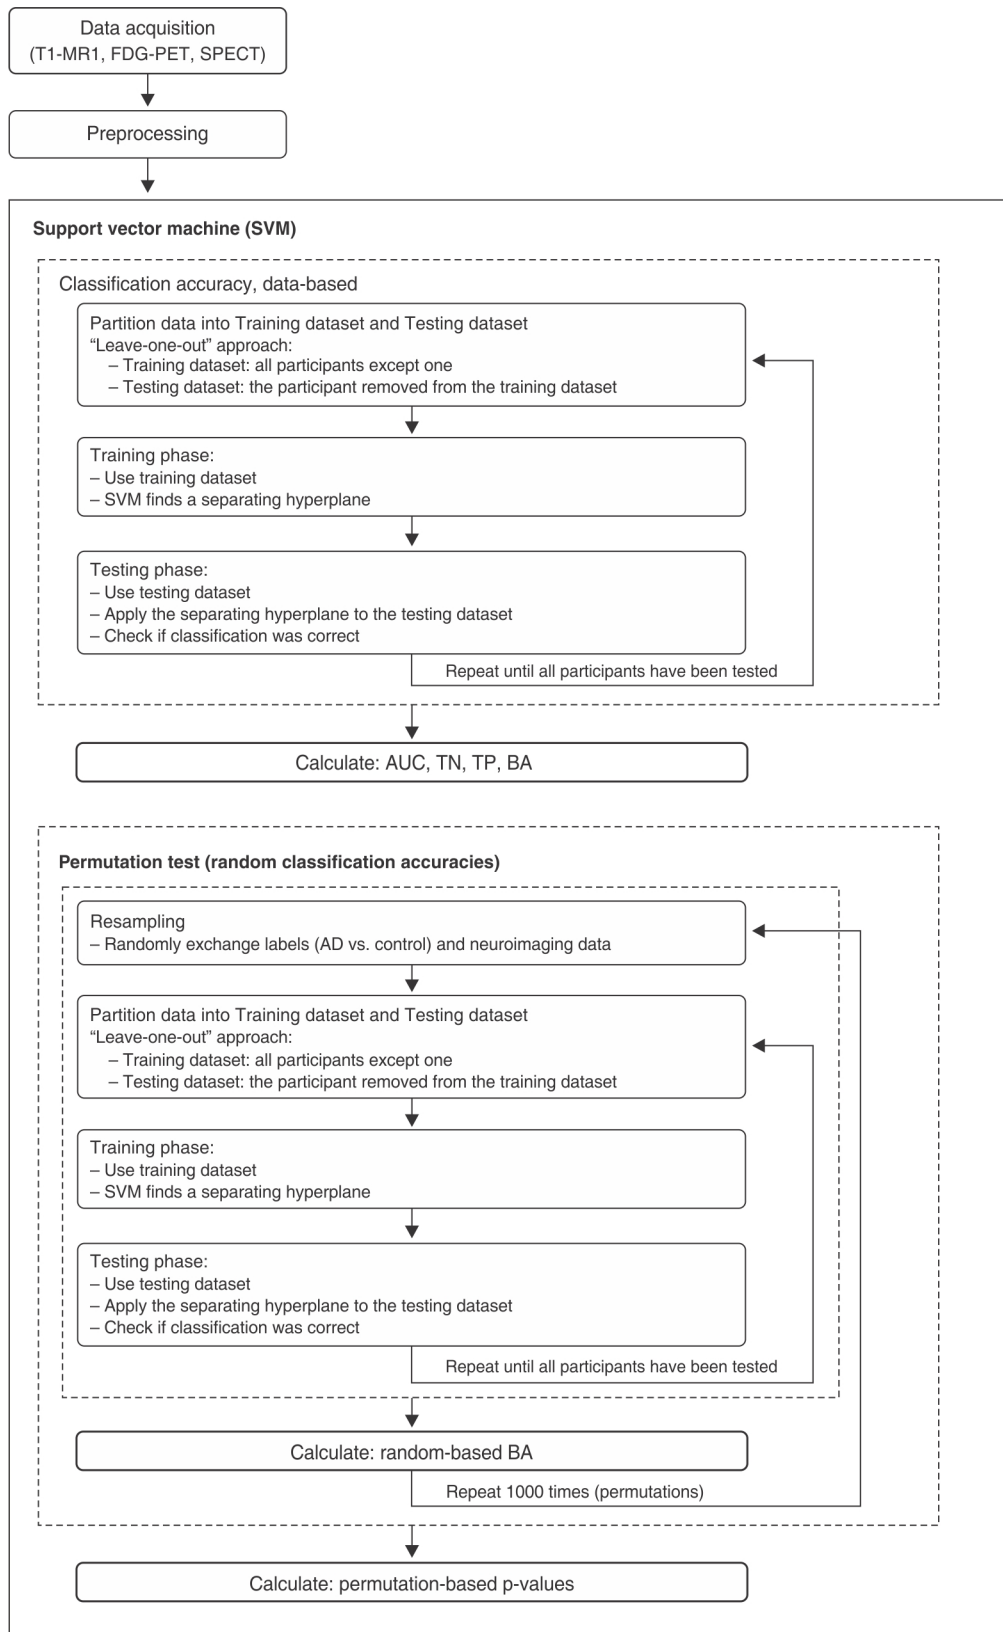 Data acquisition
(T1-MR1, FDG-PET, SPECT)
Preprocessing
Support vector machine (SVM)
Classification accuracy, data-based
Partition data into Training dataset and Testing dataset
“Leave-one-out” approach:
– Training dataset: all participants except one
– Testing dataset: the participant removed from the training dataset
Training phase:
– Use training dataset
– SVM finds a separating hyperplane
Testing phase:
– Use testing dataset
– Apply the separating hyperplane to the testing dataset
– Check if classification was correct
Repeat until all participants have been tested
Calculate: AUC, TN, TP, BA
Permutation test (random classification accuracies)
Resampling
– Randomly exchange labels (AD vs. control) and neuroimaging data
Partition data into Training dataset and Testing dataset
“Leave-one-out” approach:
– Training dataset: all participants except one
– Testing dataset: the participant removed from the training dataset
Training phase:
– Use training dataset
– SVM finds a separating hyperplane
Testing phase:
– Use testing dataset
– Apply the separating hyperplane to the testing dataset
– Check if classification was correct
Repeat until all participants have been tested
Calculate: random-based BA
Repeat 1000 times (permutations)
Calculate: permutation-based p-values